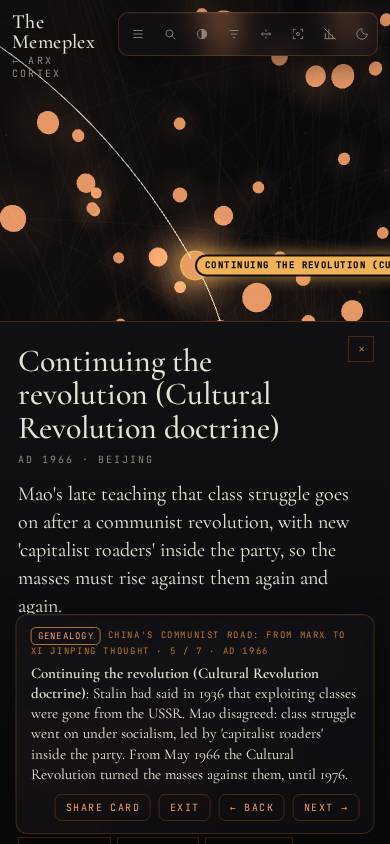 The
Memeplex
← ARX
CORTEX
CONTINUING THE REVOLUTION (CU
Continuing the
revolution (Cultural
Revolution doctrine)
×
AD 1966 · BEIJING
Mao's late teaching that class struggle goes
on after a communist revolution, with new
'capitalist roaders' inside the party, so the
masses must rise against them again and
again.
GENEALOGY CHINA'S COMMUNIST ROAD: FROM MARX TO
XI JINPING THOUGHT · 5 / 7 · AD 1966
Continuing the revolution (Cultural Revolution
doctrine): Stalin had said in 1936 that exploiting classes
were gone from the USSR. Mao disagreed: class struggle
went on under socialism, led by 'capitalist roaders'
inside the party. From May 1966 the Cultural
Revolution turned the masses against them, until 1976.
SHARE CARD EXIT ← BACK NEXT →